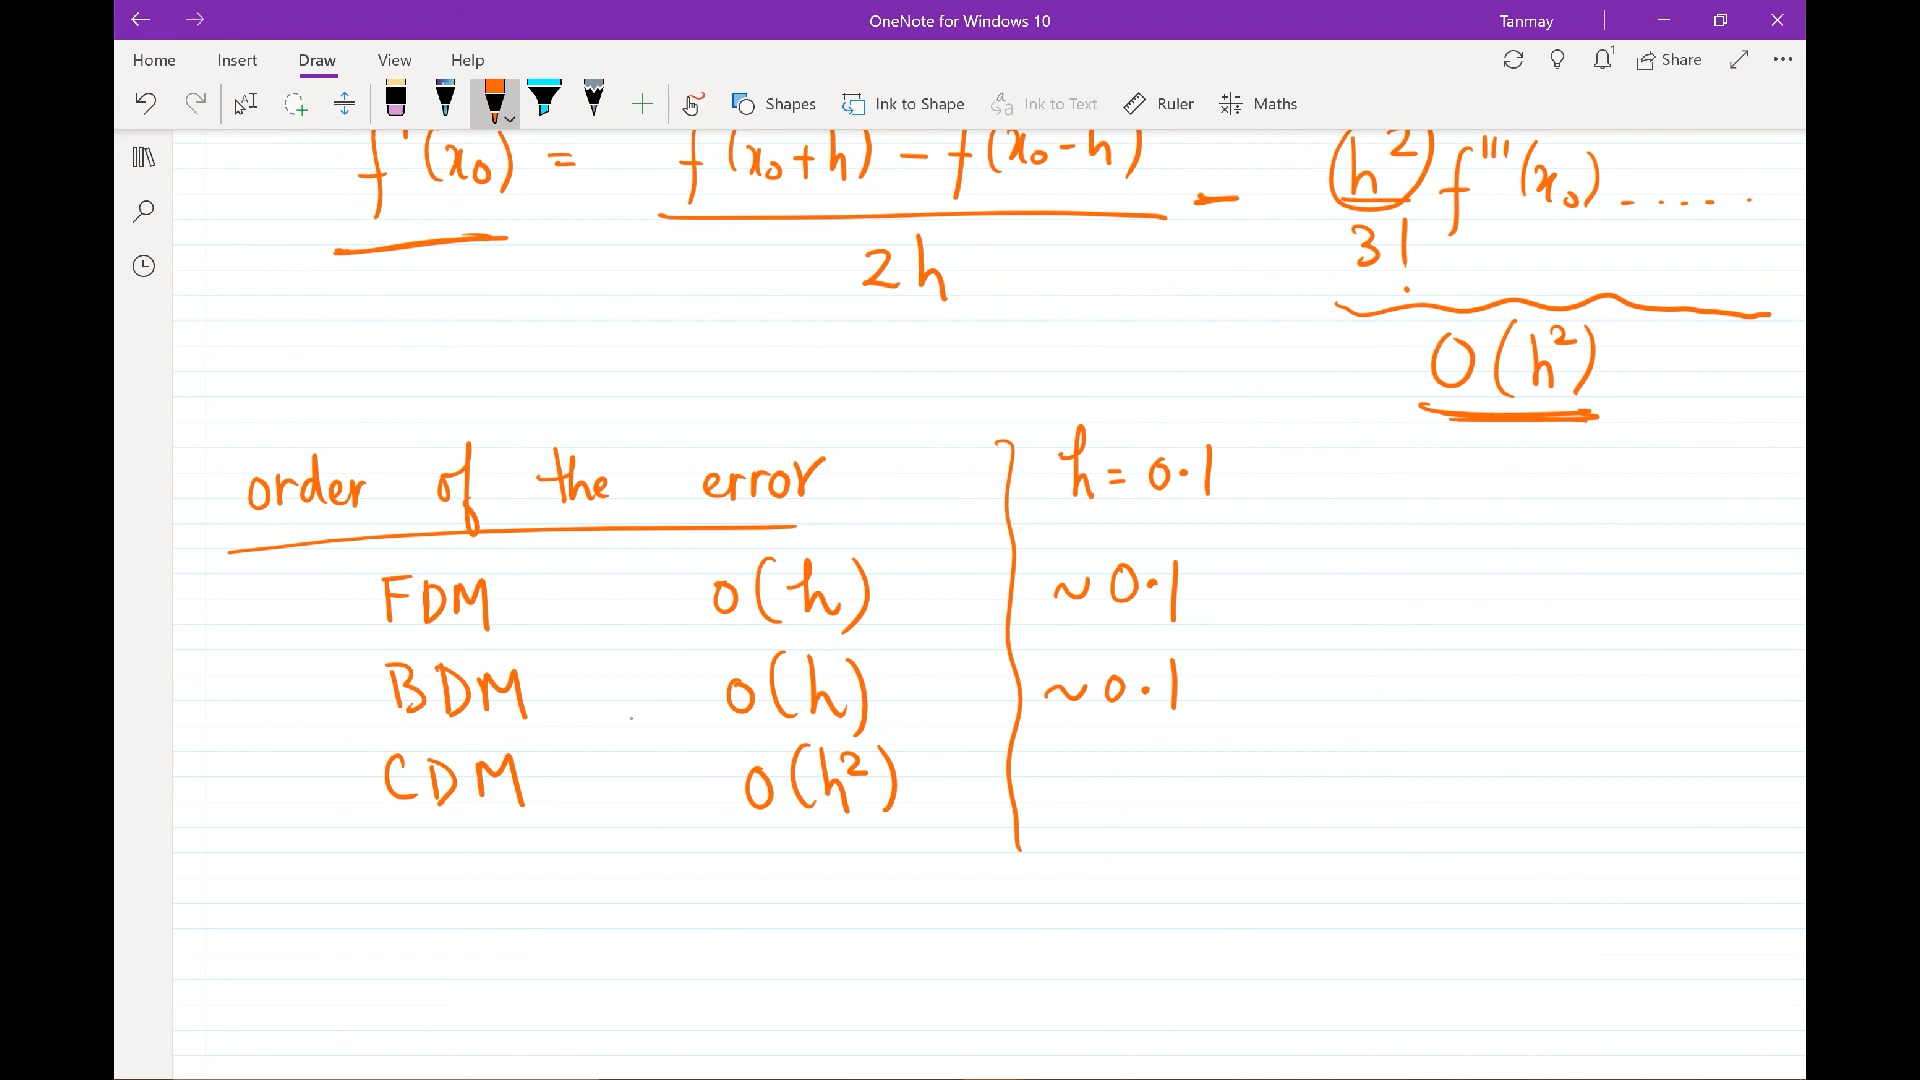 OneNote for Windows 10
Tanmay
Home Insert Draw View Help
1 Share
Shapes Ink to Shape Ink to Text Ruler Maths
f'(x₀) = f(x₀+h) - f(x₀-h) / 2h - h²/3! f'''(x₀) ......
O(h²)
order of the error h = 0.1
FDM O(h) ~ 0.1
BDM O(h) ~ 0.1
CDM O(h²)